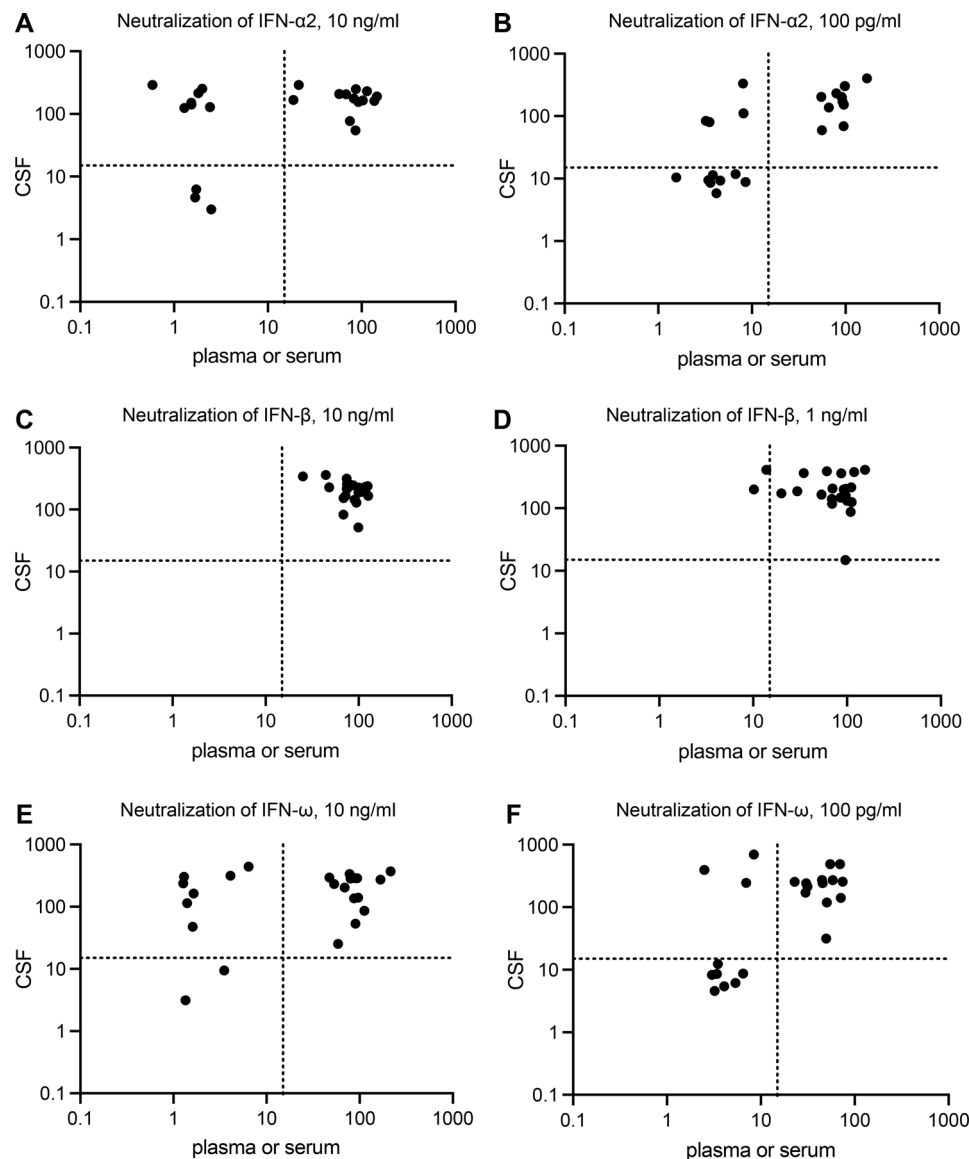 A
Neutralization of IFN-α2, 10 ng/ml
1000
100
10
1
0.1
CSF
0.1 1 10 100 1000
plasma or serum
B
Neutralization of IFN-α2, 100 pg/ml
1000
100
10
1
0.1
CSF
0.1 1 10 100 1000
plasma or serum
C
Neutralization of IFN-β, 10 ng/ml
1000
100
10
1
0.1
CSF
0.1 1 10 100 1000
plasma or serum
D
Neutralization of IFN-β, 1 ng/ml
1000
100
10
1
0.1
CSF
0.1 1 10 100 1000
plasma or serum
E
Neutralization of IFN-ω, 10 ng/ml
1000
100
10
1
0.1
CSF
0.1 1 10 100 1000
plasma or serum
F
Neutralization of IFN-ω, 100 pg/ml
1000
100
10
1
0.1
CSF
0.1 1 10 100 1000
plasma or serum